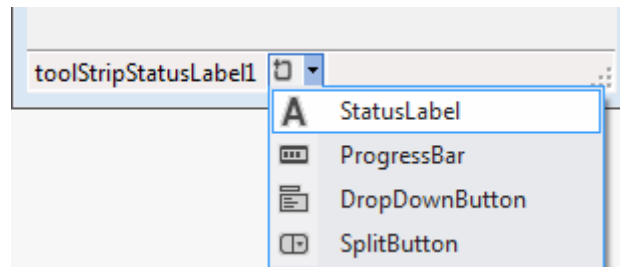 toolStripStatusLabel1
StatusLabel
ProgressBar
DropDownButton
SplitButton